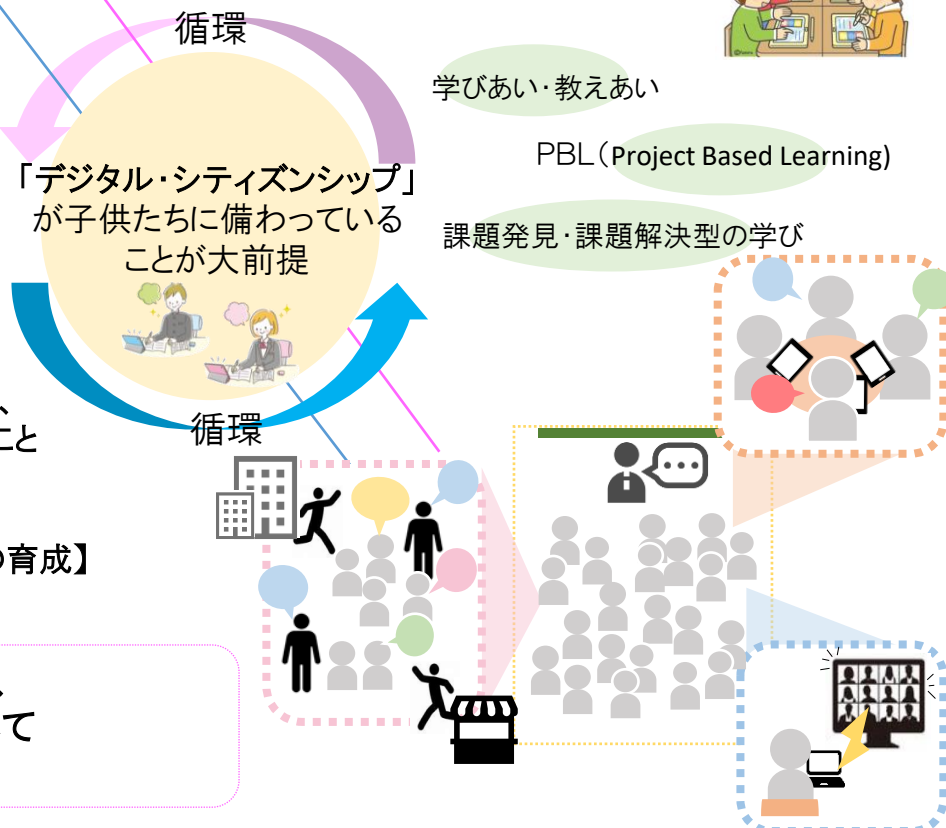 循環
学びあい・教えあい
PBL(Project Based Learning)
「デジタル・シティズンシップ」
が子供たちに備わっている
ことが大前提
課題発見・課題解決型の学び
循環
こと
の育成】
て